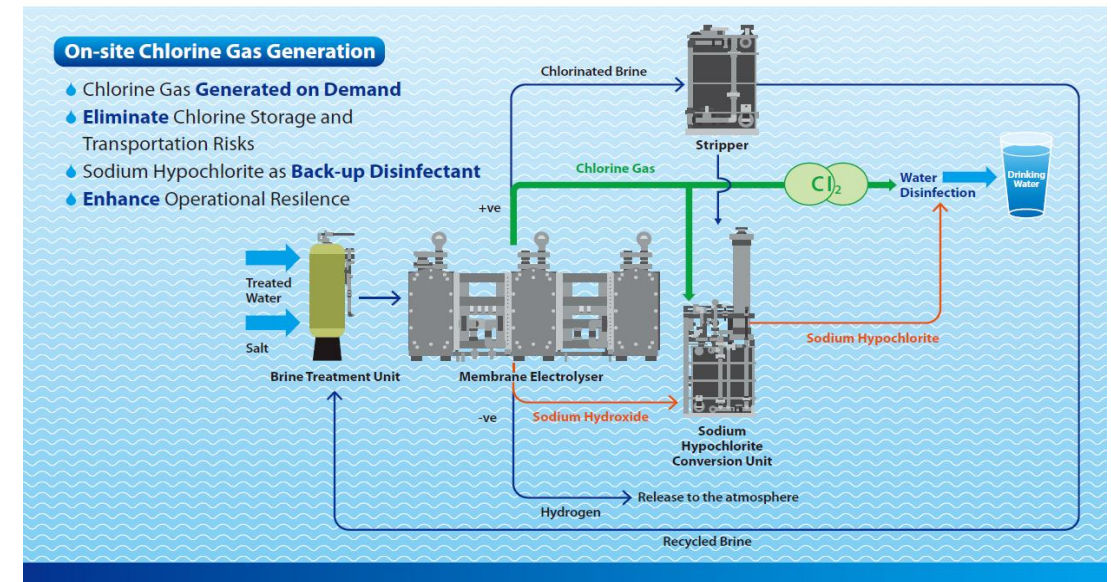 On-site Chlorine Gas Generation
Chlorine Gas Generated on Demand
Eliminate Chlorine Storage and
Transportation Risks
Sodium Hypochlorite as Back-up Disinfectant
Enhance Operational Resilence
Chlorinated Brine
Stripper
Chlorine Gas
Cl2
Water
Disinfection
Drinking
Water
+ve
Treated
Water
Salt
Brine Treatment Unit
Membrane Electrolyser
-ve
Sodium Hydroxide
Sodium Hypochlorite
Sodium
Hypochlorite
Conversion Unit
Release to the atmosphere
Hydrogen
Recycled Brine